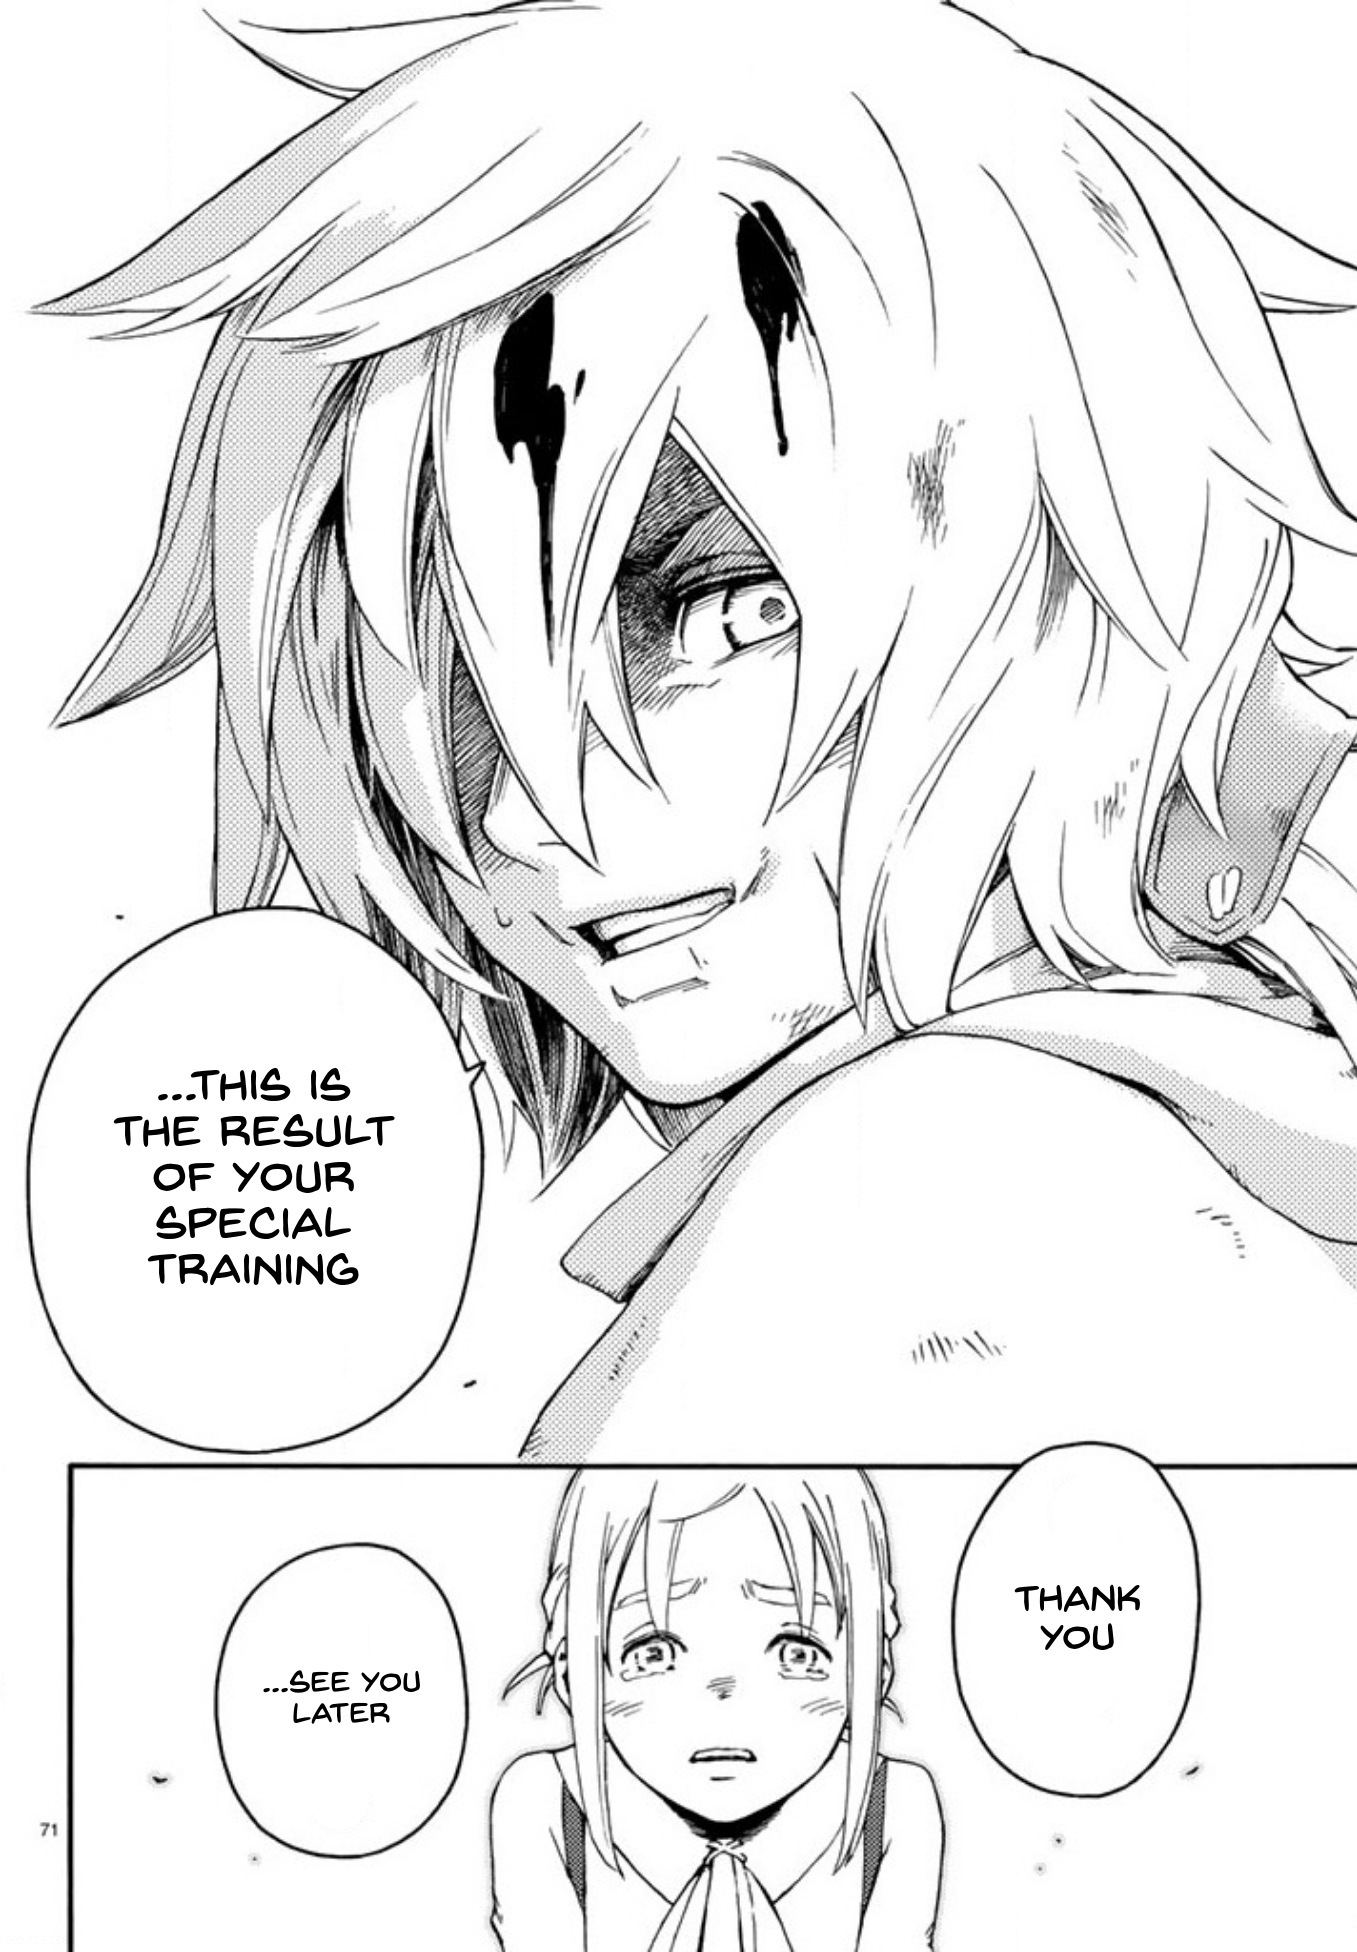 ...THIS IS
THE RESULT
OF YOUR
SPECIAL
TRAINING
THANK
YOU
...SEE YOU
LATER
71